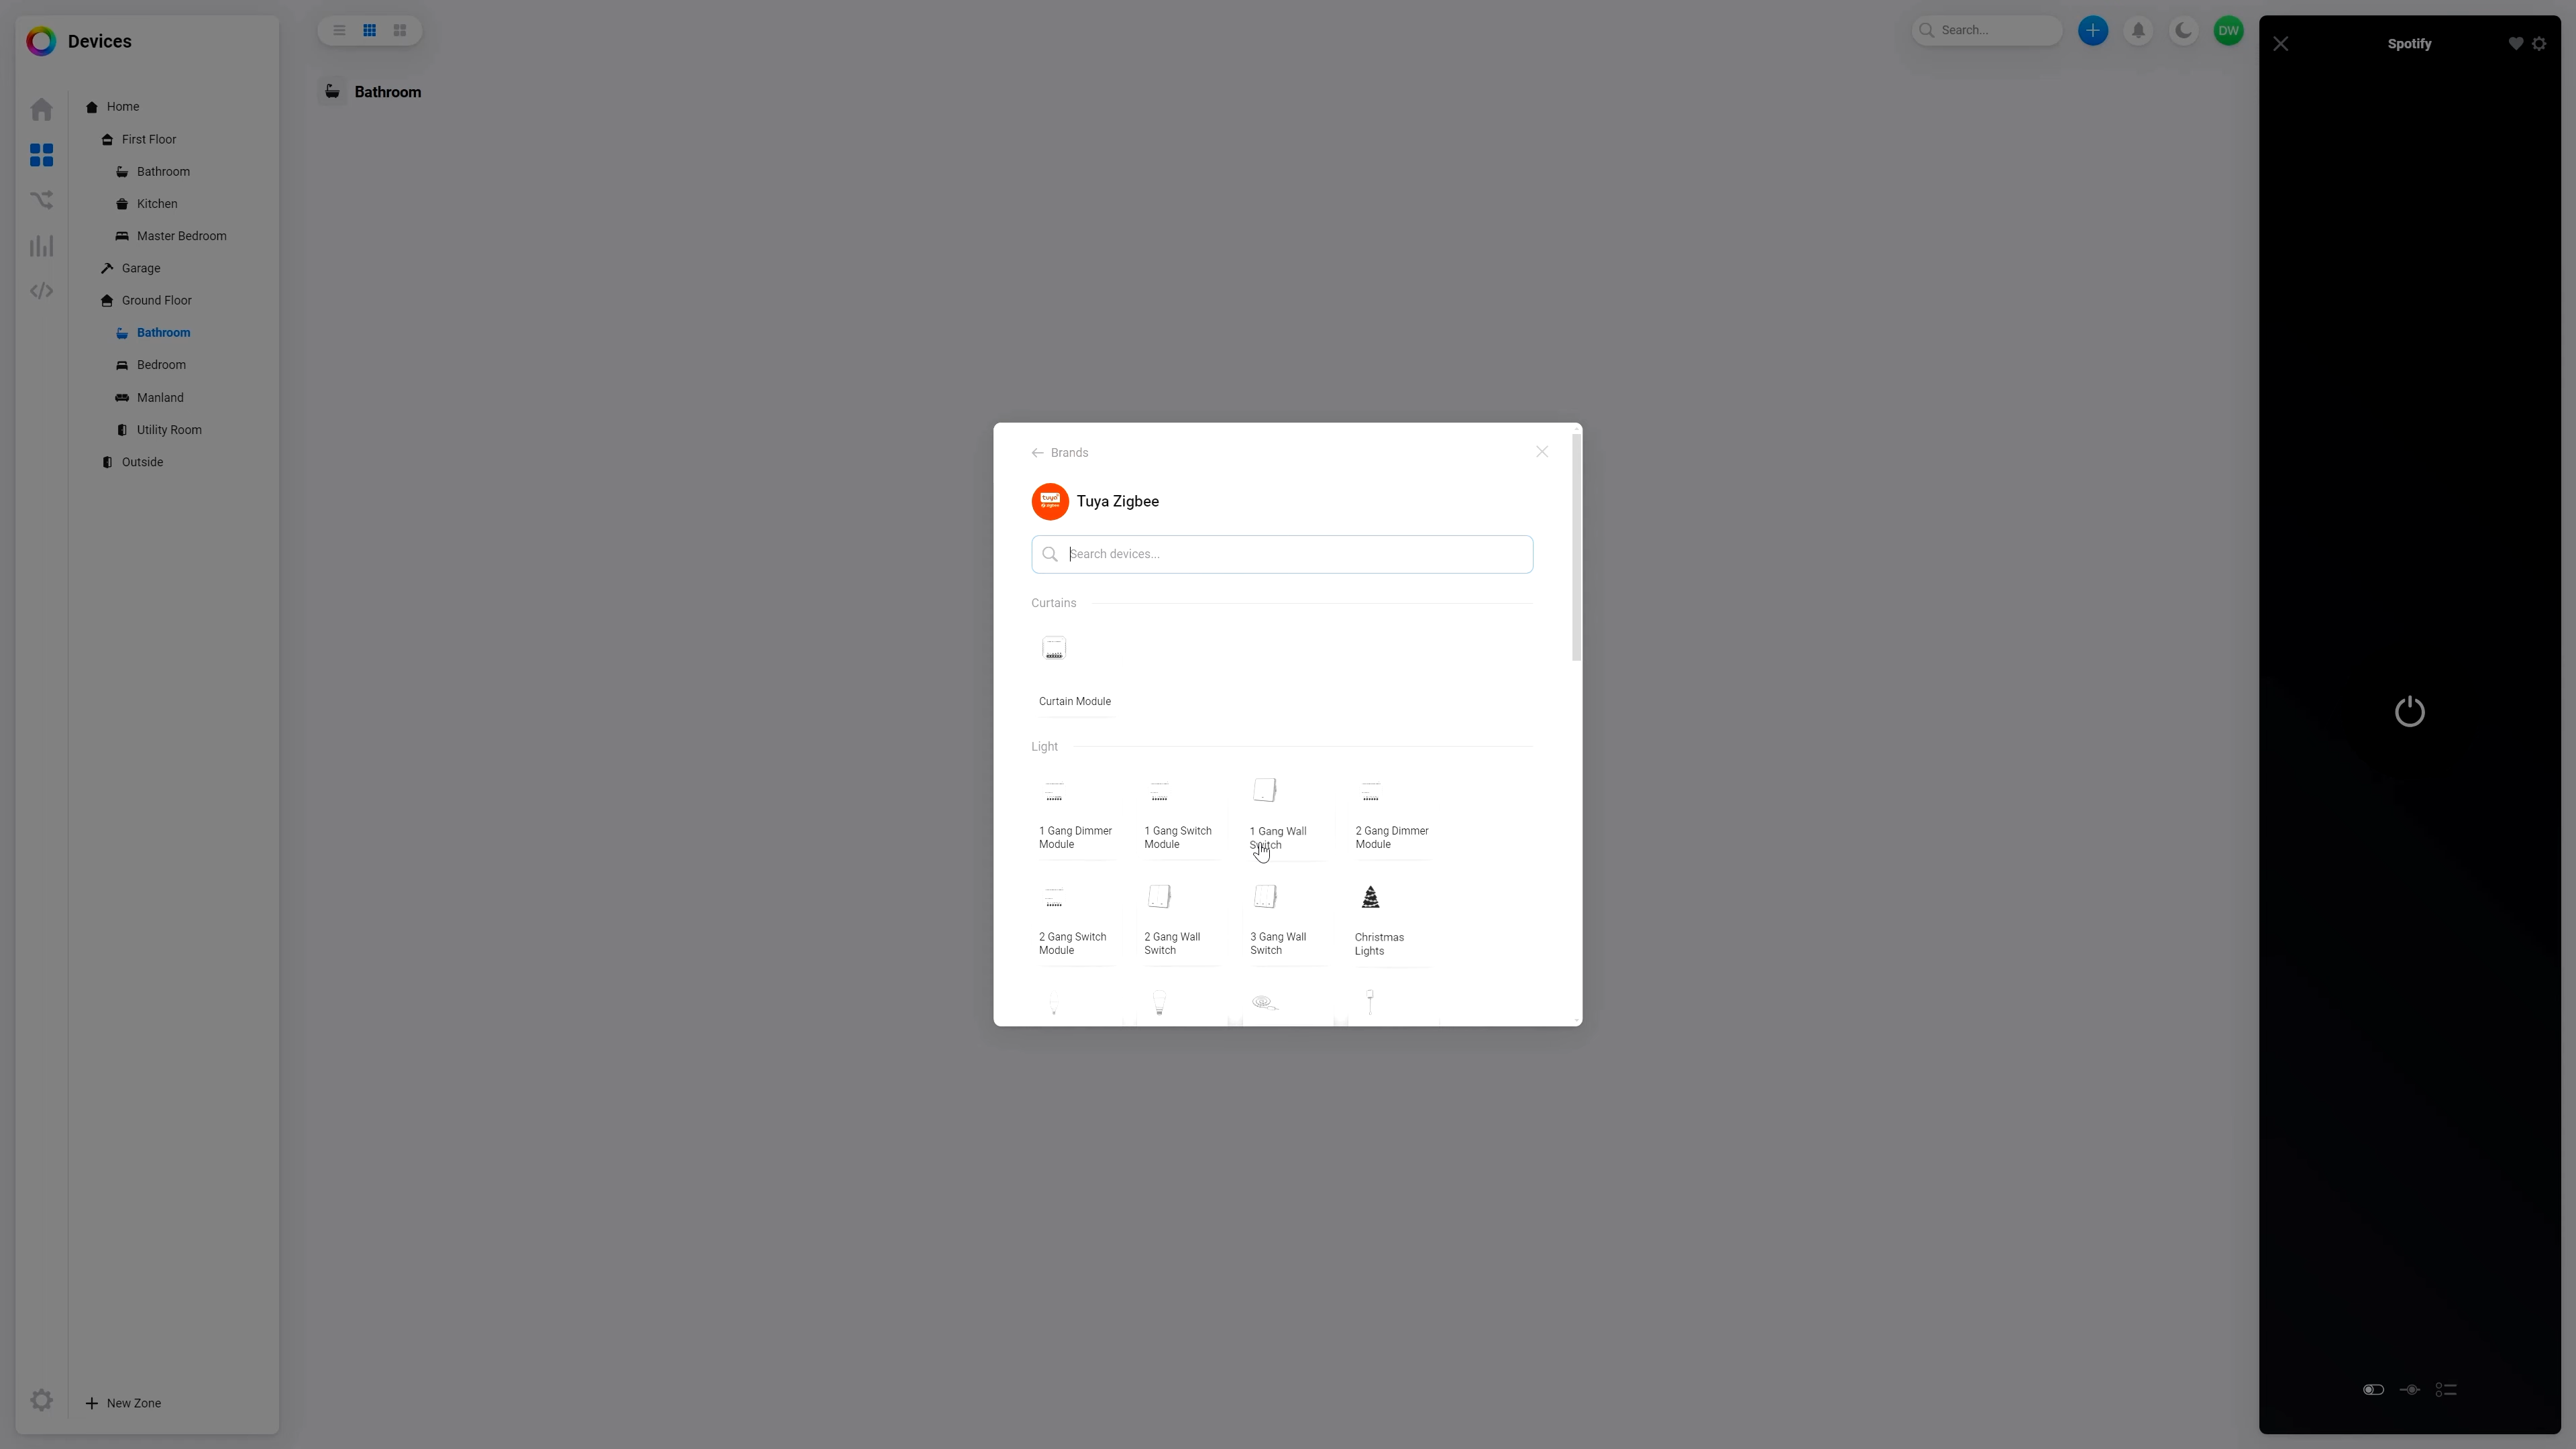 Devices
Home
First Floor
Bathroom
Kitchen
Master Bedroom
Garage
Ground Floor
Bathroom
Bedroom
Manland
Utility Room
Outside
New Zone
Search...
DW
Bathroom
Spotify
Brands
tuya
zigbee
Tuya Zigbee
Search devices...
Curtains
Curtain Module
Light
1 Gang Dimmer
Module
1 Gang Switch
Module
1 Gang Wall
Switch
2 Gang Dimmer
Module
2 Gang Switch
Module
2 Gang Wall
Switch
3 Gang Wall
Switch
Christmas
Lights